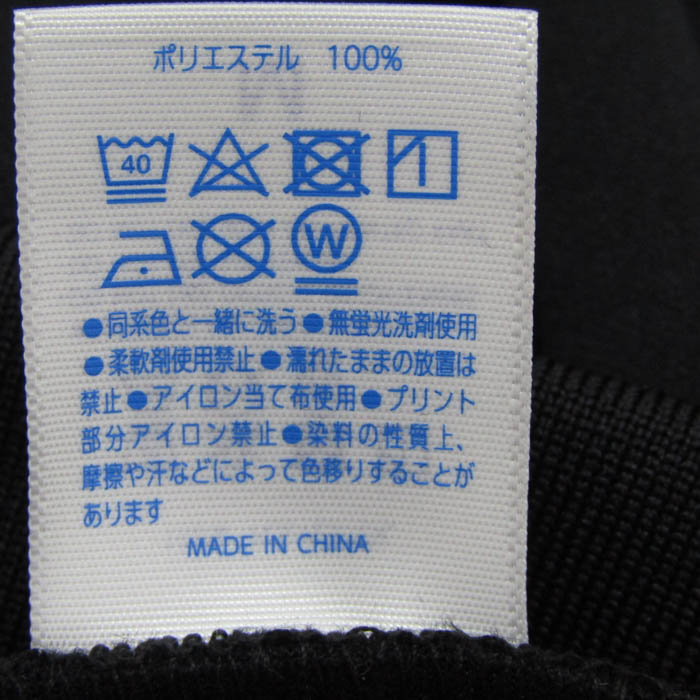 ポリエステル 100%
40
W
●同系色と一緒に洗う●無蛍光洗剤使用
●柔軟剤使用禁止●濡れたままの放置は
禁止●アイロン当て布使用●プリント
部分アイロン禁止●染料の性質上、
摩擦や汗などによって色移りすることが
あります
MADE IN CHINA